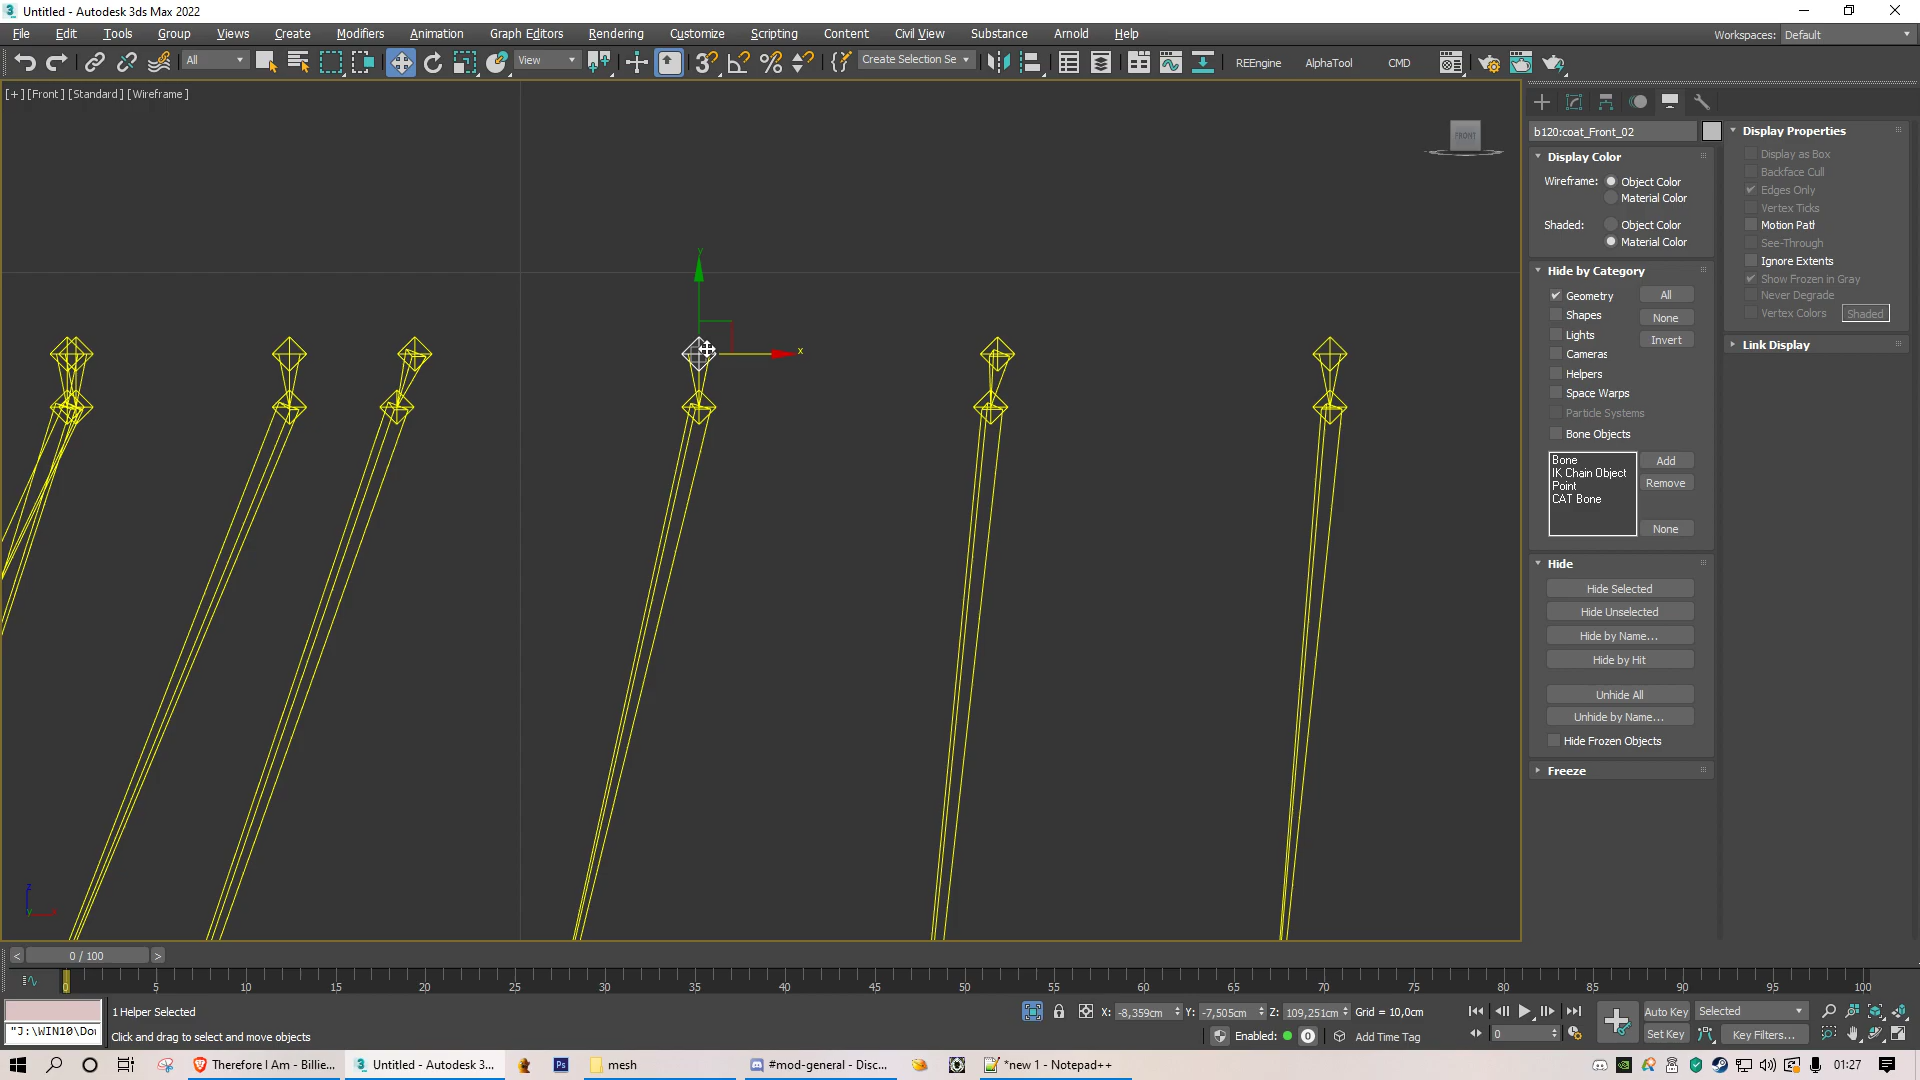 Untitled - Autodesk 3ds Max 2022
File Edit Tools Group Views Create Modifiers Animation Graph Editors Rendering Customize Scripting Content Civil View Substance Arnold Help
Workspaces: Default
All View Create Selection Se REEngine AlphaTool CMD
[+] [Front] [Standard] [Wireframe]
FRONT
y
x
b120:coat_Front_02
Display Color
Wireframe: Object Color
Material Color
Shaded: Object Color
Material Color
Hide by Category
Geometry All
Shapes None
Lights Invert
Cameras
Helpers
Space Warps
Particle Systems
Bone Objects
Bone Add
IK Chain Object
Point Remove
CAT Bone
None
Hide
Hide Selected
Hide Unselected
Hide by Name...
Hide by Hit
Unhide All
Unhide by Name...
Hide Frozen Objects
Freeze
Display Properties
Display as Box
Backface Cull
Edges Only
Vertex Ticks
Motion Path
See-Through
Ignore Extents
Show Frozen in Gray
Never Degrade
Vertex Colors Shaded
Link Display
z
y
< 0 / 100 >
0 5 10 15 20 25 30 35 40 45 50 55 60 65 70 75 80 85 90 95 100
1 Helper Selected
X: -8,359cm Y: -7,505cm Z: 109,251cm Grid = 10,0cm
Auto Key Selected
"J:\WIN10\Dov
Click and drag to select and move objects
Enabled: 0 Add Time Tag
0
Set Key Key Filters...
Therefore I Am - Billie... Untitled - Autodesk 3... Ps mesh #mod-general - Disc... *new 1 - Notepad++ 01:27